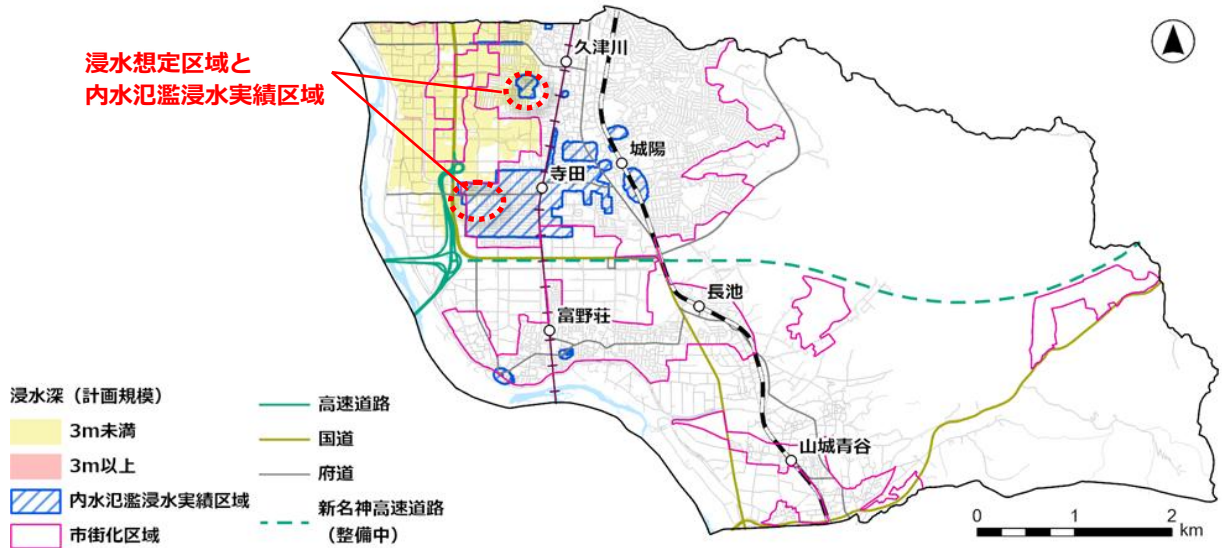 浸水想定区域と
内水氾濫浸水実績区域
久津川
城陽
寺田
長池
富野荘
山城青谷
浸水深（計画規模）
3m未満
3m以上
内水氾濫浸水実績区域
市街化区域
高速道路
国道
府道
新名神高速道路
（整備中）
0 1 2
km